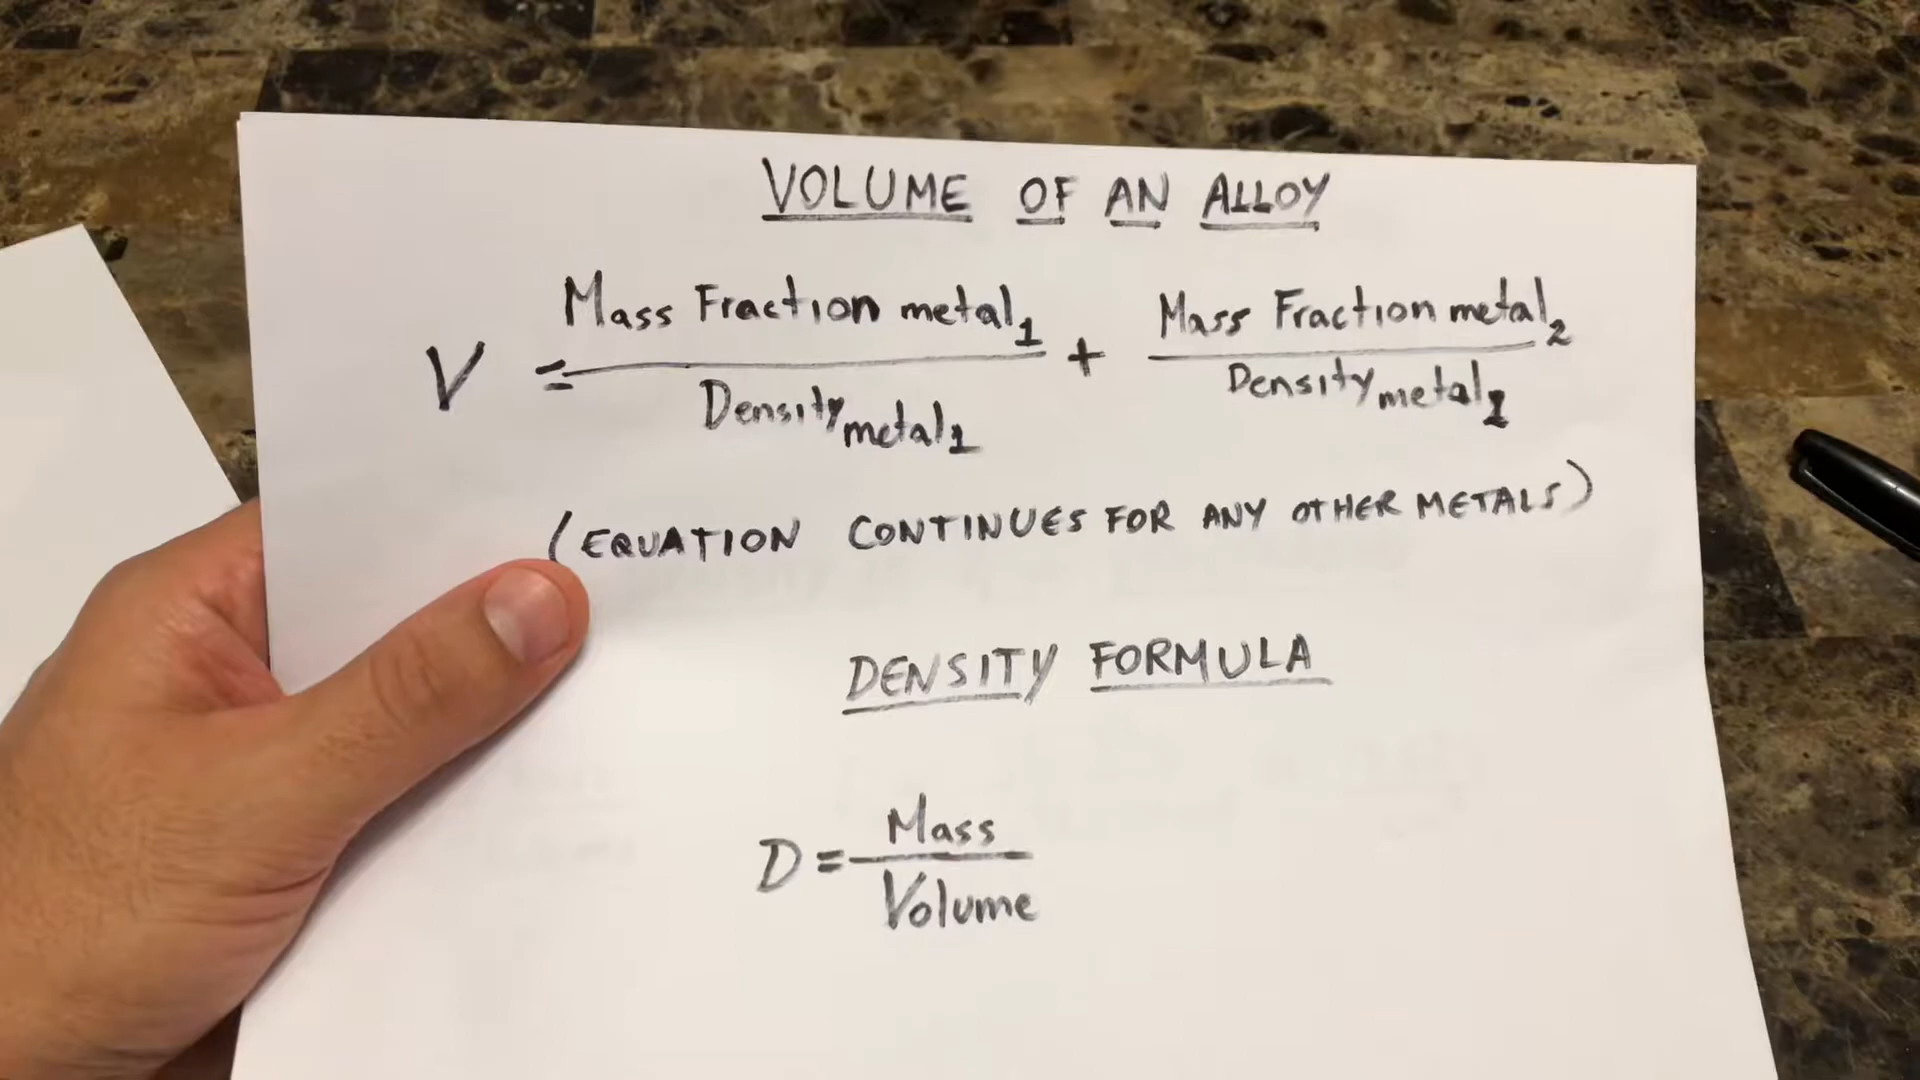 VOLUME OF AN ALLOY
V = Mass Fraction metal₁ / Density metal₁ + Mass Fraction metal₂ / Density metal₂
(EQUATION CONTINUES FOR ANY OTHER METALS)
DENSITY FORMULA
D = Mass / Volume